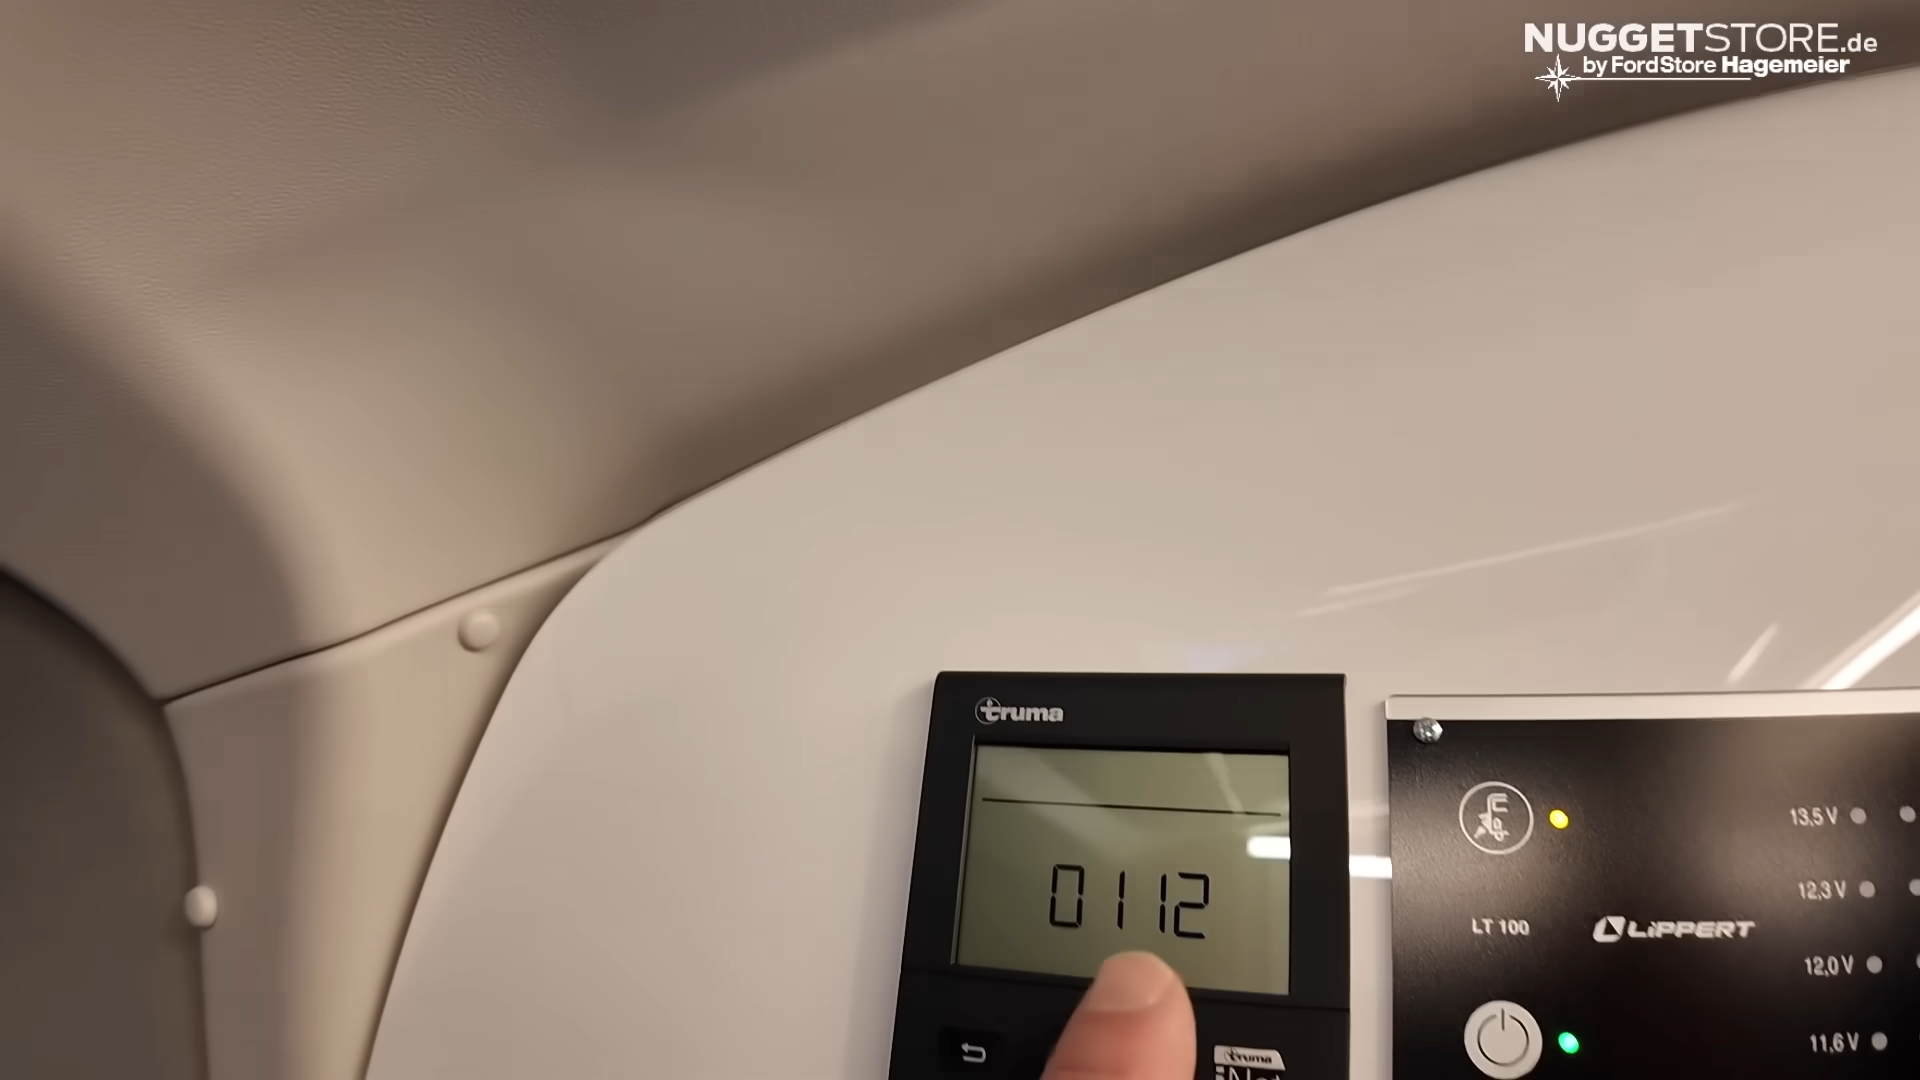 NUGGETSTORE.de
by FordStore Hagemeier
truma
0112
truma
LT 100
LIPPERT
13,5 V
12,3 V
12,0 V
11,6 V